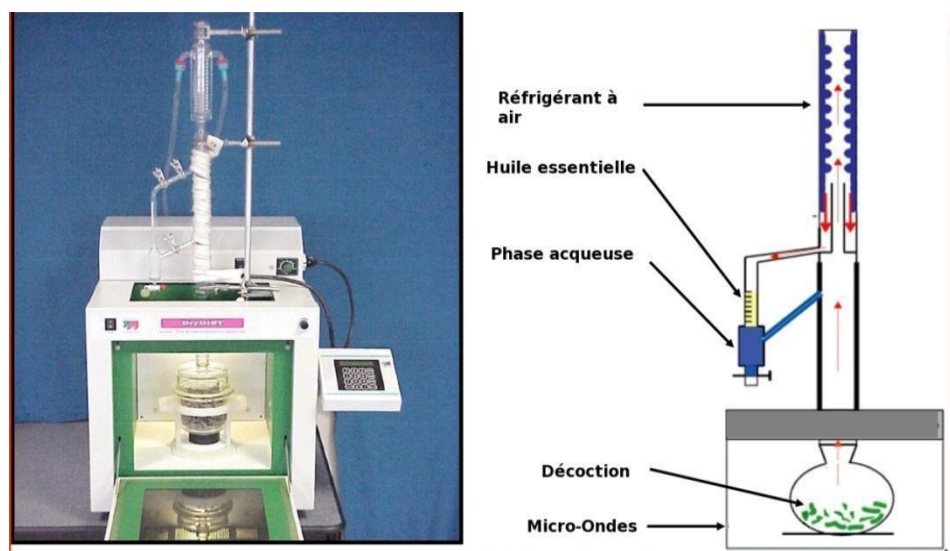 Réfrigérant à
air
Huile essentielle
Phase acqueuse
Décoction
Micro-Ondes
DryDIST